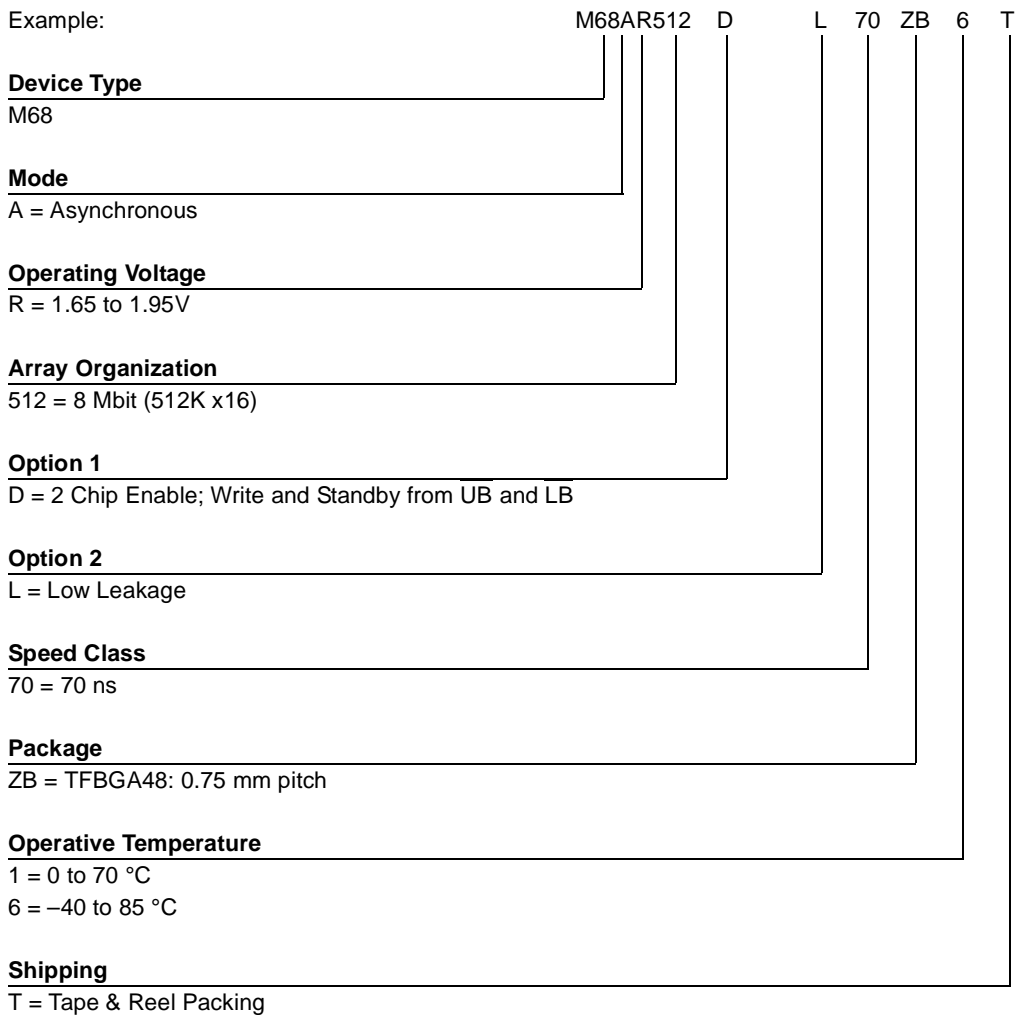 Example: M68AR512 D L 70 ZB 6 T
Device Type
M68
Mode
A = Asynchronous
Operating Voltage
R = 1.65 to 1.95V
Array Organization
512 = 8 Mbit (512K x16)
Option 1
D = 2 Chip Enable; Write and Standby from U̅B̅ and L̅B̅
Option 2
L = Low Leakage
Speed Class
70 = 70 ns
Package
ZB = TFBGA48: 0.75 mm pitch
Operative Temperature
1 = 0 to 70 °C
6 = –40 to 85 °C
Shipping
T = Tape & Reel Packing